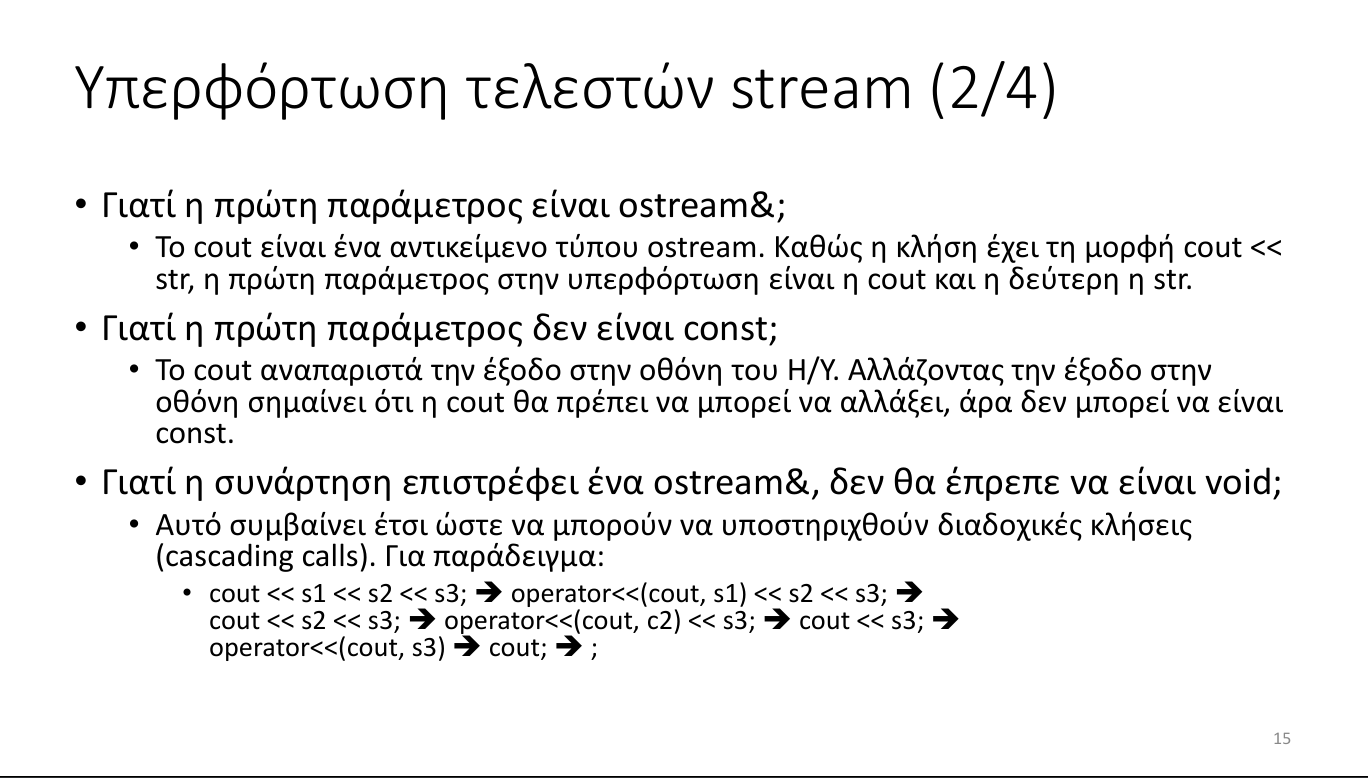 Υπερφόρτωση τελεστών stream (2/4)
• Γιατί η πρώτη παράμετρος είναι ostream&;
• Το cout είναι ένα αντικείμενο τύπου ostream. Καθώς η κλήση έχει τη μορφή cout <<
str, η πρώτη παράμετρος στην υπερφόρτωση είναι η cout και η δεύτερη η str.
• Γιατί η πρώτη παράμετρος δεν είναι const;
• Το cout αναπαριστά την έξοδο στην οθόνη του Η/Υ. Αλλάζοντας την έξοδο στην
οθόνη σημαίνει ότι η cout θα πρέπει να μπορεί να αλλάξει, άρα δεν μπορεί να είναι
const.
• Γιατί η συνάρτηση επιστρέφει ένα ostream&, δεν θα έπρεπε να είναι void;
• Αυτό συμβαίνει έτσι ώστε να μπορούν να υποστηριχθούν διαδοχικές κλήσεις
(cascading calls). Για παράδειγμα:
• cout << s1 << s2 << s3; ➔ operator<<(cout, s1) << s2 << s3; ➔
cout << s2 << s3; ➔ operator<<(cout, c2) << s3; ➔ cout << s3; ➔
operator<<(cout, s3) ➔ cout; ➔ ;
15